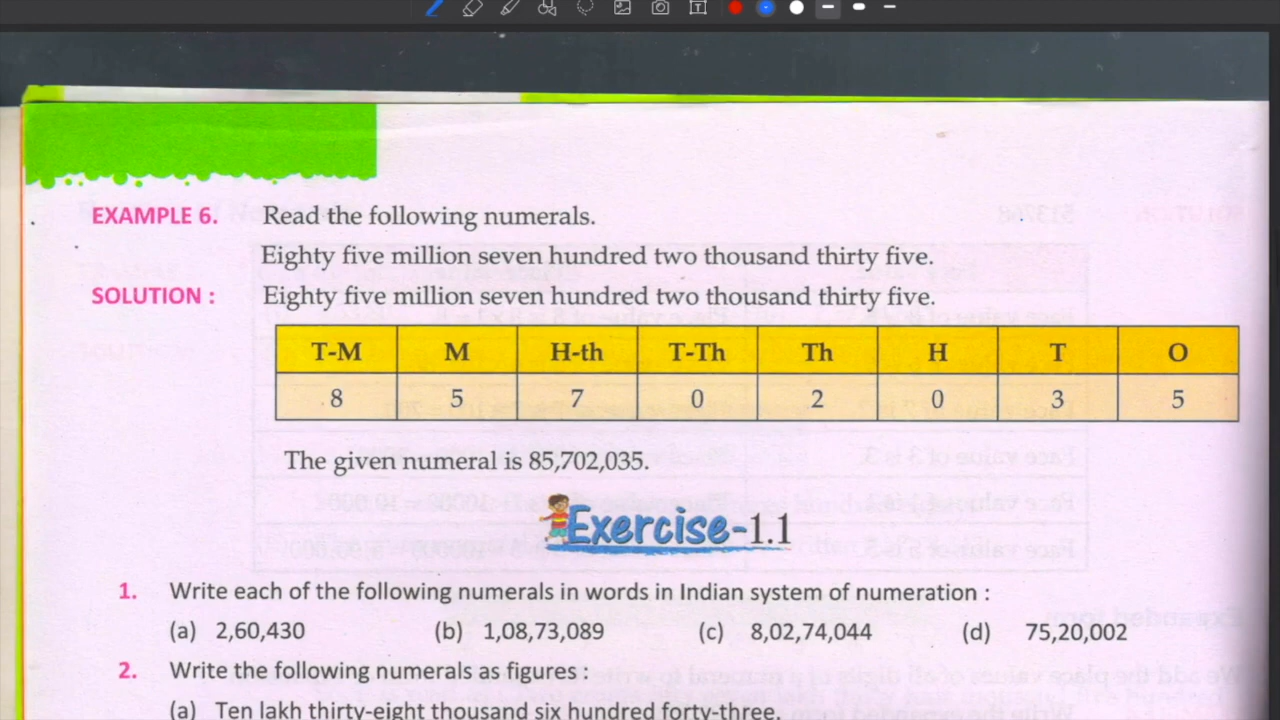 EXAMPLE 6. Read the following numerals.
Eighty five million seven hundred two thousand thirty five.
SOLUTION : Eighty five million seven hundred two thousand thirty five.
T-M M H-th T-Th Th H T O
8 5 7 0 2 0 3 5
The given numeral is 85,702,035.
Exercise-1.1
1. Write each of the following numerals in words in Indian system of numeration :
(a) 2,60,430 (b) 1,08,73,089 (c) 8,02,74,044 (d) 75,20,002
2. Write the following numerals as figures :
(a) Ten lakh thirty-eight thousand six hundred forty-three.